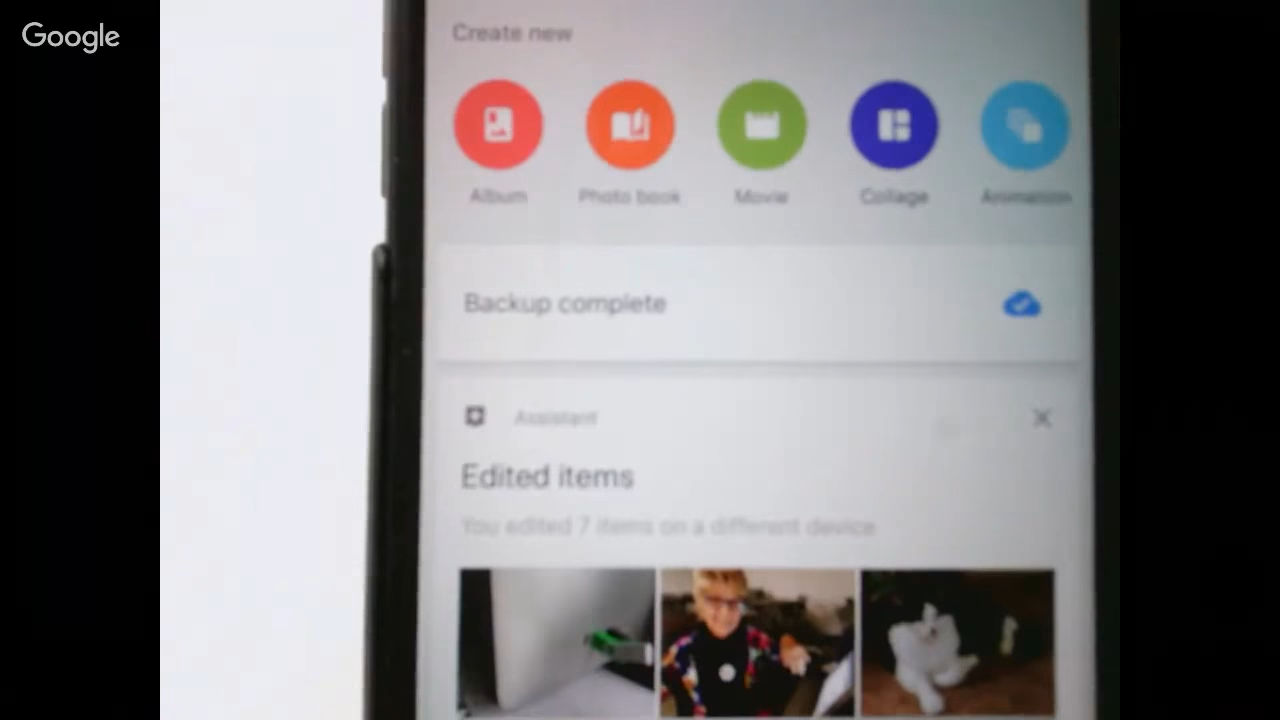 Google
Create new
Album Photo book Movie Collage Animation
Backup complete
Assistant
Edited items
You edited 7 items on a different device